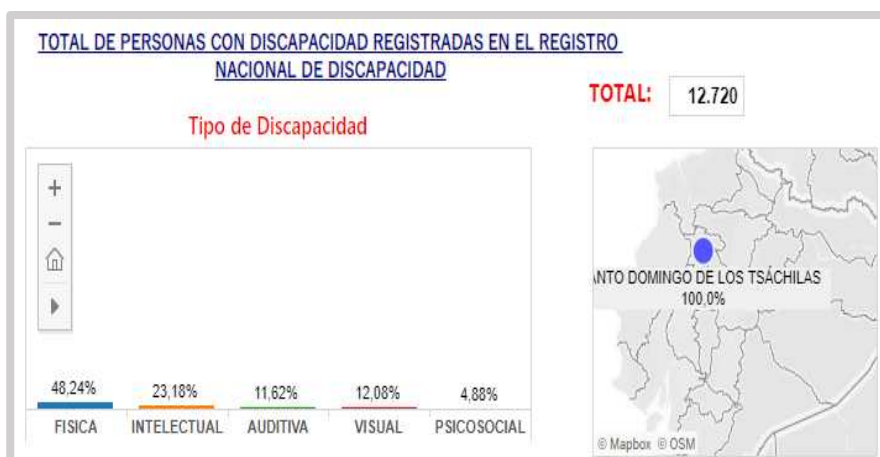 TOTAL DE PERSONAS CON DISCAPACIDAD REGISTRADAS EN EL REGISTRO
NACIONAL DE DISCAPACIDAD
TOTAL: 12.720
Tipo de Discapacidad
48,24% 23,18% 11,62% 12,08% 4,88%
FISICA INTELECTUAL AUDITIVA VISUAL PSICOSOCIAL
ANTO DOMINGO DE LOS TSÁCHILAS
100,0%
© Mapbox © OSM